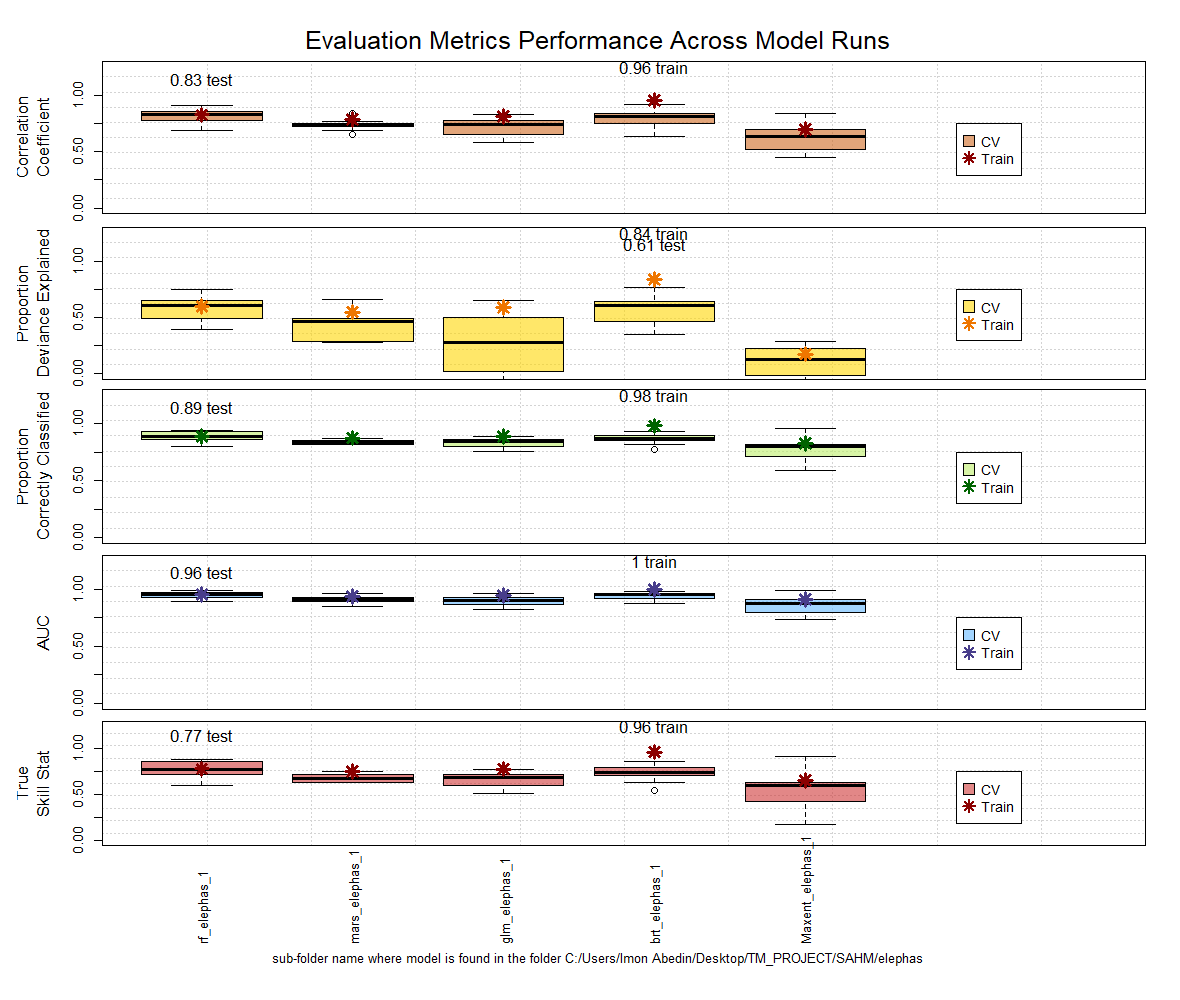 Evaluation Metrics Performance Across Model Runs
Correlation
Coefficient
0.00 0.50 1.00
0.83 test
0.96 train
CV
Train
Proportion
Deviance Explained
0.00 0.50 1.00
0.84 train
0.61 test
CV
Train
Proportion
Correctly Classified
0.00 0.50 1.00
0.89 test
0.98 train
CV
Train
AUC
0.00 0.50 1.00
0.96 test
1 train
CV
Train
True
Skill Stat
0.00 0.50 1.00
0.77 test
0.96 train
CV
Train
rf_elephas_1
mars_elephas_1
glm_elephas_1
brt_elephas_1
Maxent_elephas_1
sub-folder name where model is found in the folder C:/Users/Imon Abedin/Desktop/TM_PROJECT/SAHM/elephas